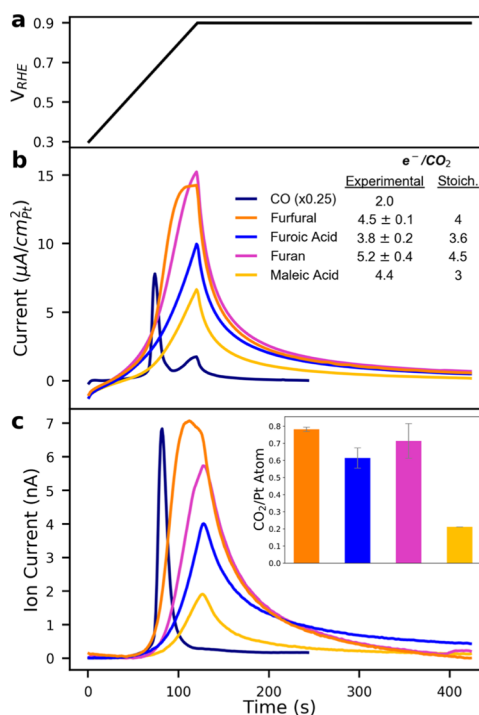 a
0.9
0.7
0.5
0.3
V_RHE
b
e⁻/CO₂
Experimental Stoich.
CO (x0.25) 2.0
Furfural 4.5 ± 0.1 4
Furoic Acid 3.8 ± 0.2 3.6
Furan 5.2 ± 0.4 4.5
Maleic Acid 4.4 3
15
10
5
0
Current (μA/cm²_Pt)
c
7
6
5
4
3
2
1
0
Ion Current (nA)
0.8
0.7
0.6
0.5
0.4
0.3
0.2
0.1
0.0
CO₂/Pt Atom
0 100 200 300 400
Time (s)